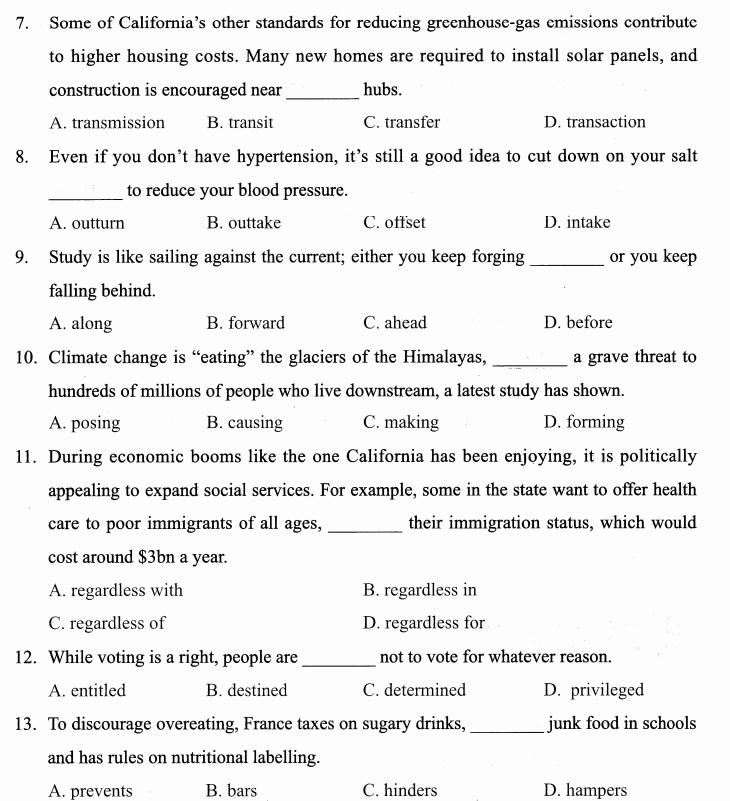 7. Some of California's other standards for reducing greenhouse-gas emissions contribute
to higher housing costs. Many new homes are required to install solar panels, and
construction is encouraged near ________ hubs.
A. transmission B. transit C. transfer D. transaction
8. Even if you don't have hypertension, it's still a good idea to cut down on your salt
________ to reduce your blood pressure.
A. outturn B. outtake C. offset D. intake
9. Study is like sailing against the current; either you keep forging ________ or you keep
falling behind.
A. along B. forward C. ahead D. before
10. Climate change is “eating” the glaciers of the Himalayas, ________ a grave threat to
hundreds of millions of people who live downstream, a latest study has shown.
A. posing B. causing C. making D. forming
11. During economic booms like the one California has been enjoying, it is politically
appealing to expand social services. For example, some in the state want to offer health
care to poor immigrants of all ages, ________ their immigration status, which would
cost around $3bn a year.
A. regardless with B. regardless in
C. regardless of D. regardless for
12. While voting is a right, people are ________ not to vote for whatever reason.
A. entitled B. destined C. determined D. privileged
13. To discourage overeating, France taxes on sugary drinks, ________ junk food in schools
and has rules on nutritional labelling.
A. prevents B. bars C. hinders D. hampers